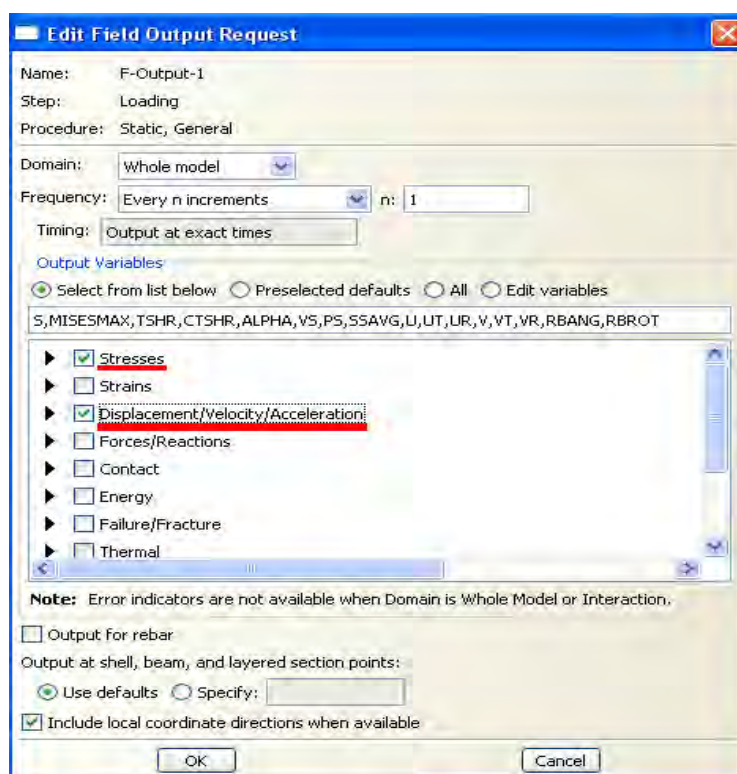 Edit Field Output Request
Name: F-Output-1
Step: Loading
Procedure: Static, General
Domain: Whole model
Frequency: Every n increments n: 1
Timing: Output at exact times
Output Variables
Select from list below Preselected defaults All Edit variables
S,MISESMAX,TSHR,CTSHR,ALPHA,VS,PS,SSAVG,U,UT,UR,V,VT,VR,RBANG,RBROT
Stresses
Strains
Displacement/Velocity/Acceleration
Forces/Reactions
Contact
Energy
Failure/Fracture
Thermal
Note: Error indicators are not available when Domain is Whole Model or Interaction.
Output for rebar
Output at shell, beam, and layered section points:
Use defaults Specify:
Include local coordinate directions when available
OK Cancel